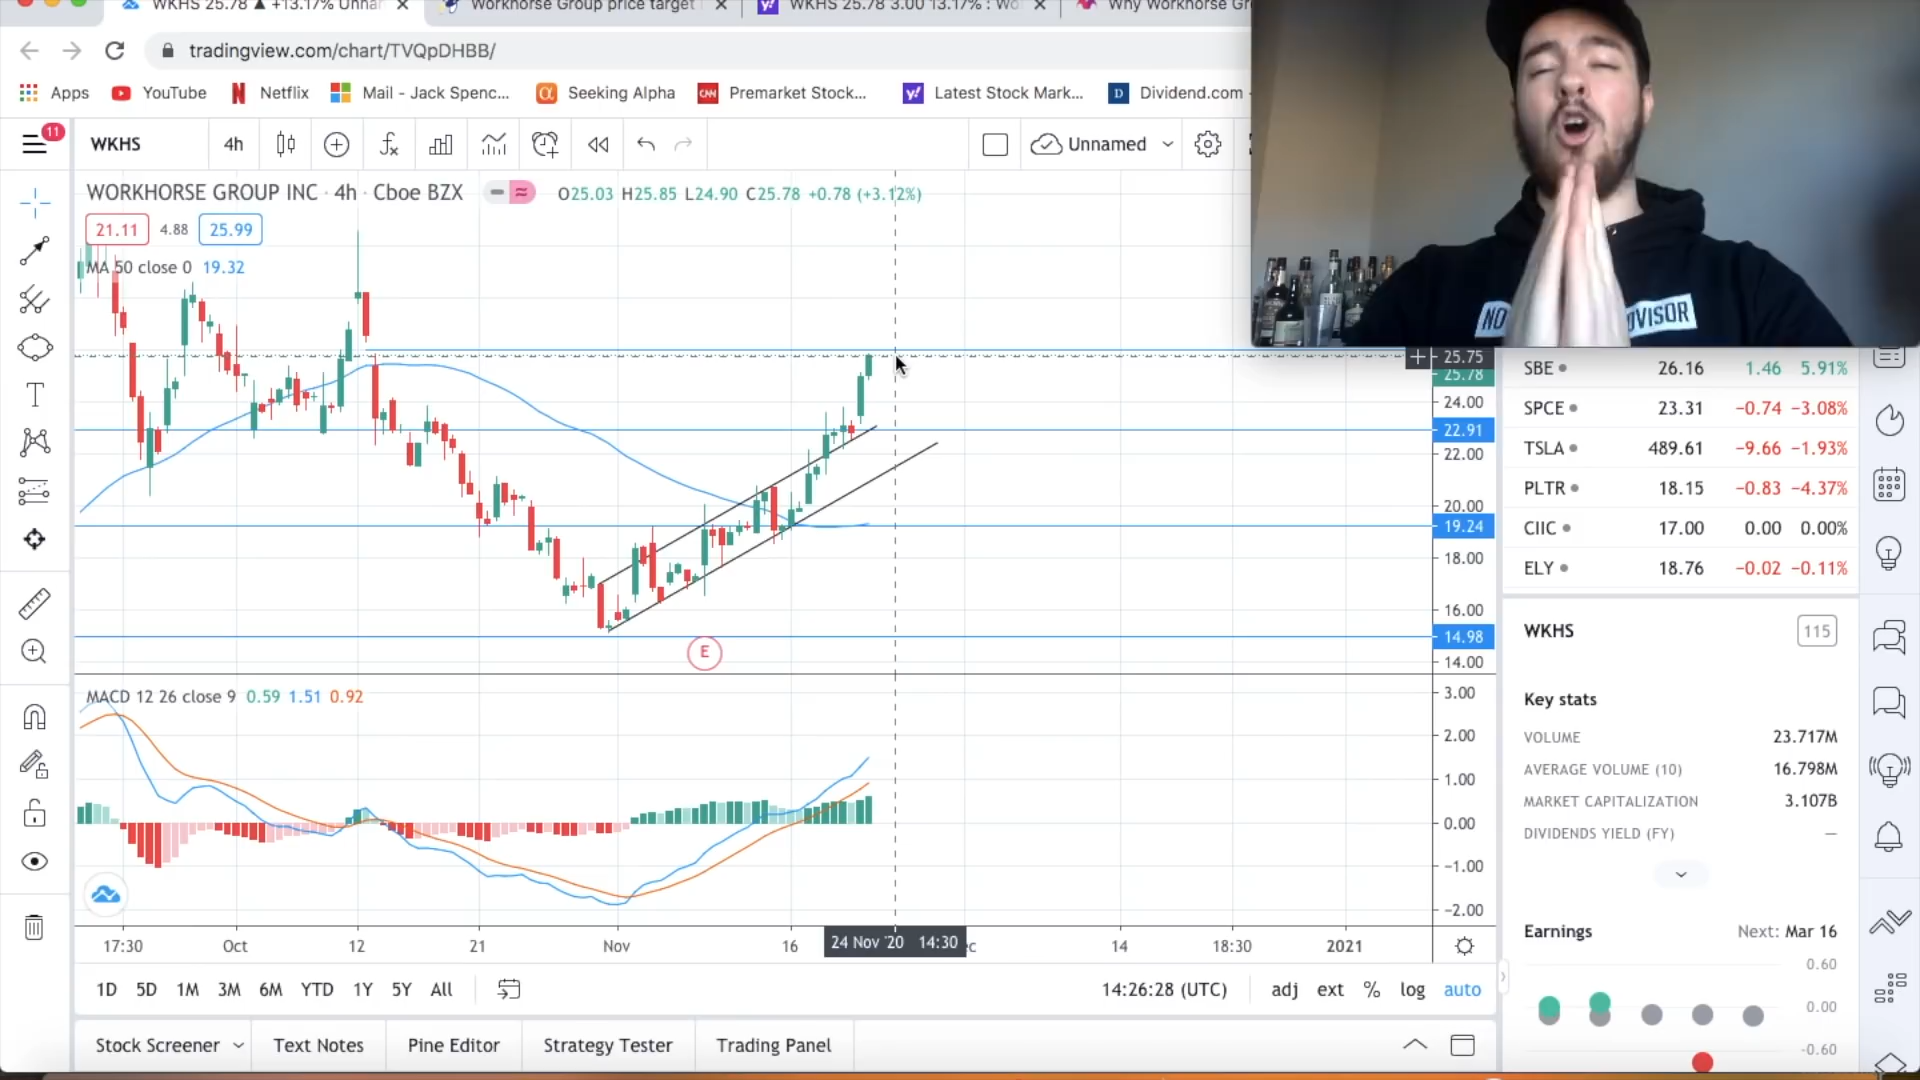 WKHS 25.78 ▲ +13.17% Unnar
Workhorse Group price target
WKHS 25.78 3.00 13.17% : Wo
Why Workhorse Gr
tradingview.com/chart/TVQpDHBB/
Apps YouTube Netflix Mail - Jack Spenc... Seeking Alpha CNN Premarket Stock... Latest Stock Mark... D Dividend.com
11 WKHS 4h Unnamed
WORKHORSE GROUP INC · 4h · Cboe BZX O25.03 H25.85 L24.90 C25.78 +0.78 (+3.12%)
21.11 4.88 25.99
MA 50 close 0 19.32
NO
DVISOR
25.75
25.78
24.00
22.91
22.00
20.00
19.24
18.00
16.00
14.98
14.00
E
MACD 12 26 close 9 0.59 1.51 0.92
3.00
2.00
1.00
0.00
−1.00
−2.00
17:30 Oct 12 21 Nov 16 24 Nov '20 14:30 14 18:30 2021
1D 5D 1M 3M 6M YTD 1Y 5Y All 14:26:28 (UTC) adj ext % log auto
Stock Screener Text Notes Pine Editor Strategy Tester Trading Panel
SBE 26.16 1.46 5.91%
SPCE 23.31 −0.74 −3.08%
TSLA 489.61 −9.66 −1.93%
PLTR 18.15 −0.83 −4.37%
CIIC 17.00 0.00 0.00%
ELY 18.76 −0.02 −0.11%
WKHS 115
Key stats
VOLUME 23.717M
AVERAGE VOLUME (10) 16.798M
MARKET CAPITALIZATION 3.107B
DIVIDENDS YIELD (FY) —
Earnings Next: Mar 16
0.60
0.00
-0.60